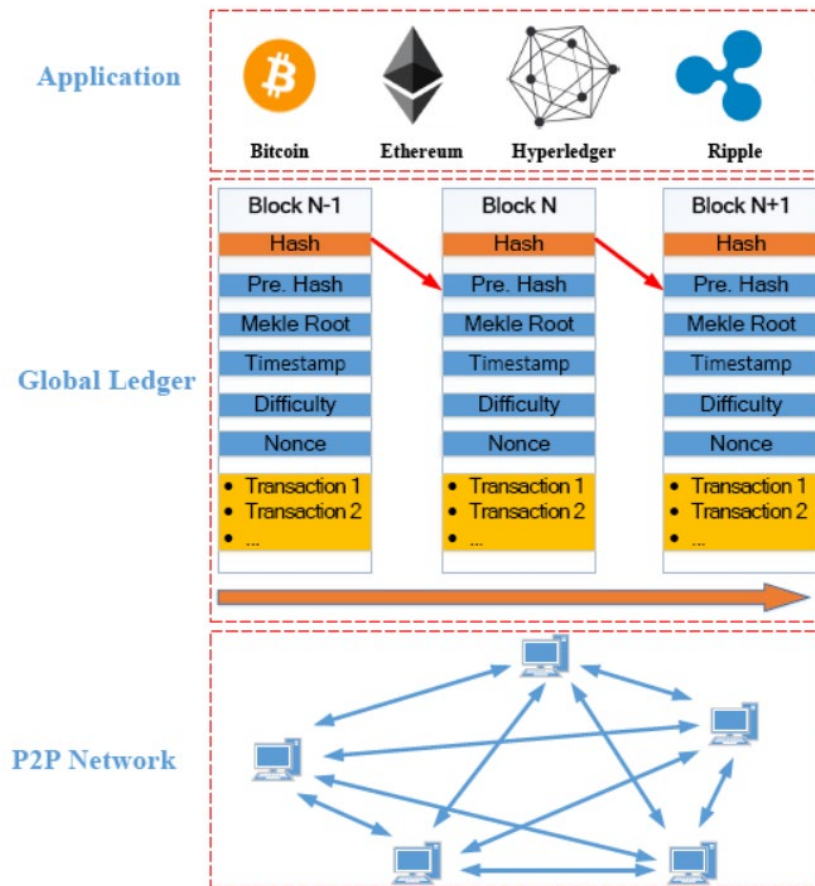 Application
Bitcoin Ethereum Hyperledger Ripple
Global Ledger
Block N-1 Block N Block N+1
Hash Hash Hash
Pre. Hash Pre. Hash Pre. Hash
Mekle Root Mekle Root Mekle Root
Timestamp Timestamp Timestamp
Difficulty Difficulty Difficulty
Nonce Nonce Nonce
• Transaction 1 • Transaction 1 • Transaction 1
• Transaction 2 • Transaction 2 • Transaction 2
• ... • ... • ...
P2P Network